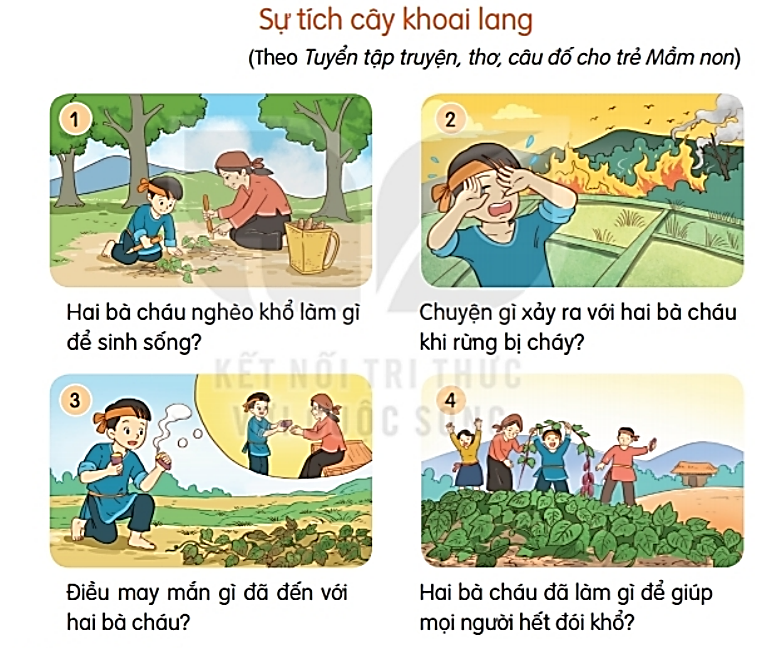 Sự tích cây khoai lang
(Theo Tuyển tập truyện, thơ, câu đố cho trẻ Mầm non)
1
2
Hai bà cháu nghèo khổ làm gì
để sinh sống?
Chuyện gì xảy ra với hai bà cháu
khi rừng bị cháy?
KẾT NỐI TRI THỨC
VỚI CUỘC SỐNG
3
4
Điều may mắn gì đã đến với
hai bà cháu?
Hai bà cháu đã làm gì để giúp
mọi người hết đói khổ?